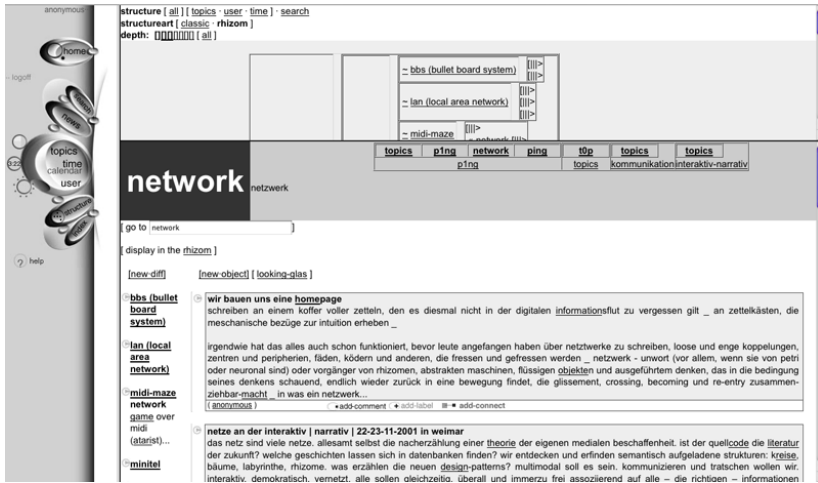 anonymous
structure [ all ] [ topics · user · time ] · search
structureart [ classic · rhizom ]
depth: [][][][][][][] [ all ]
home
- logoff
search
news
topics
time
calendar
user
3:22
structure
index
? help
~ bbs (bullet board system) [|||>
[|||>
~ lan (local area network) [|||>
[|||>
[|||>
~ midi-maze [|||>
~ network [|||>
topics p1ng network ping t0p topics topics
p1ng topics kommunikation interaktiv-narrativ
network netzwerk
[ go to network ]
[ display in the rhizom ]
[new·diff] [new·object] [ looking-glas ]
bbs (bullet
board
system)
lan (local
area
network)
midi-maze
network
game over
midi
(atarist)...
minitel
wir bauen uns eine homepage
schreiben an einem koffer voller zetteln, den es diesmal nicht in der digitalen informationsflut zu vergessen gilt _ an zettelkästen, die
meschanische bezüge zur intuition erheben _
irgendwie hat das alles auch schon funktioniert, bevor leute angefangen haben über netztwerke zu schreiben, loose und enge koppelungen,
zentren und peripherien, fäden, ködern und anderen, die fressen und gefressen werden _ netzwerk - unwort (vor allem, wenn sie von petri
oder neuronal sind) oder vorgänger von rhizomen, abstrakten maschinen, flüssigen objekten und ausgeführtem denken, das in die bedingung
seines denkens schauend, endlich wieder zurück in eine bewegung findet, die glissement, crossing, becoming und re-entry zusammen-
ziehbar-macht _ in was ein netzwerk...
( anonymous ) add-comment add-label add-connect
netze an der interaktiv | narrativ | 22-23-11-2001 in weimar
das netz sind viele netze. allesamt selbst die nacherzählung einer theorie der eigenen medialen beschaffenheit. ist der quellcode die literatur
der zukunft? welche geschichten lassen sich in datenbanken finden? wir entdecken und erfinden semantisch aufgeladene strukturen: kreise,
bäume, labyrinthe, rhizome. was erzählen die neuen design-patterns? multimodal soll es sein. kommunizieren und tratschen wollen wir.
interaktiv, demokratisch, vernetzt. alle sollen gleichzeitig, überall und immerzu frei assoziierend auf alle – die richtigen – informationen